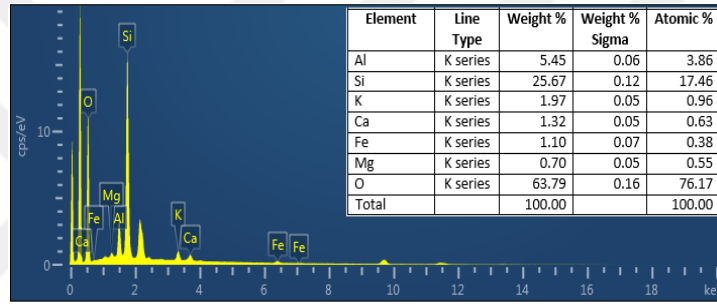 Element Line Type Weight % Weight % Sigma Atomic %
Al K series 5.45 0.06 3.86
Si K series 25.67 0.12 17.46
K K series 1.97 0.05 0.96
Ca K series 1.32 0.05 0.63
Fe K series 1.10 0.07 0.38
Mg K series 0.70 0.05 0.55
O K series 63.79 0.16 76.17
Total 100.00 100.00
Si
O
10
cps/eV
Mg
Fe
Al
Ca
K
Ca
Fe
Fe
0
0 2 4 6 8 10 12 14 16 18 ke